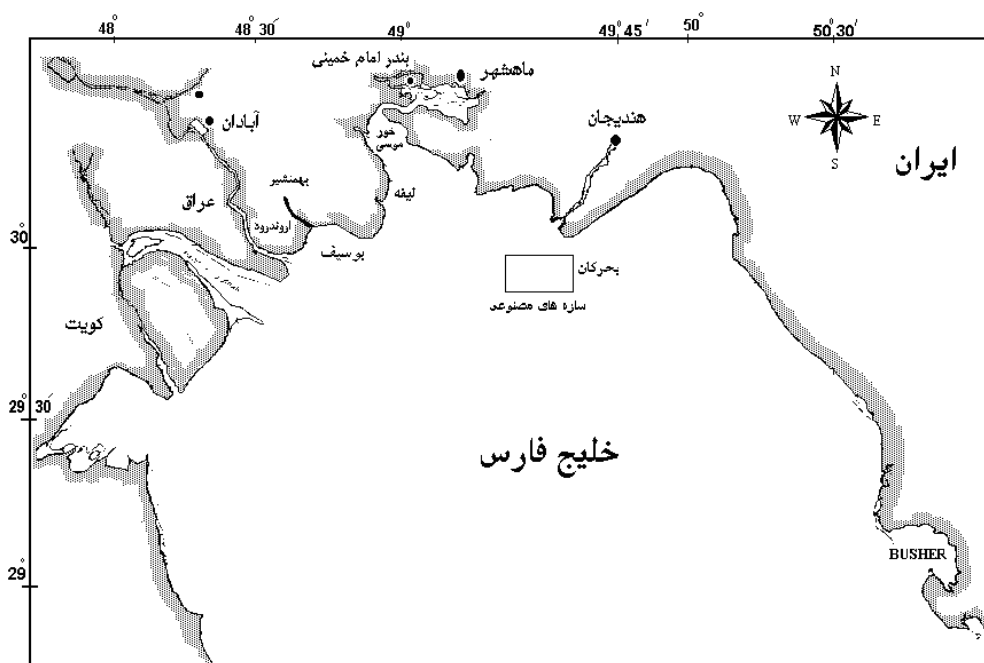 48° 48° 30′ 49° 49° 45′ 50° 50° 30′
بندر امام خمینی
ماهشهر
N
W E
S
آبادان
هندیجان
خور
موسی
ایران
لیفه
بهمنشیر
عراق
اروندرود
بوسیف
30°
بحرکان
سازه های مصنوعی
کویت
29° 30′
خلیج فارس
BUSHER
29°